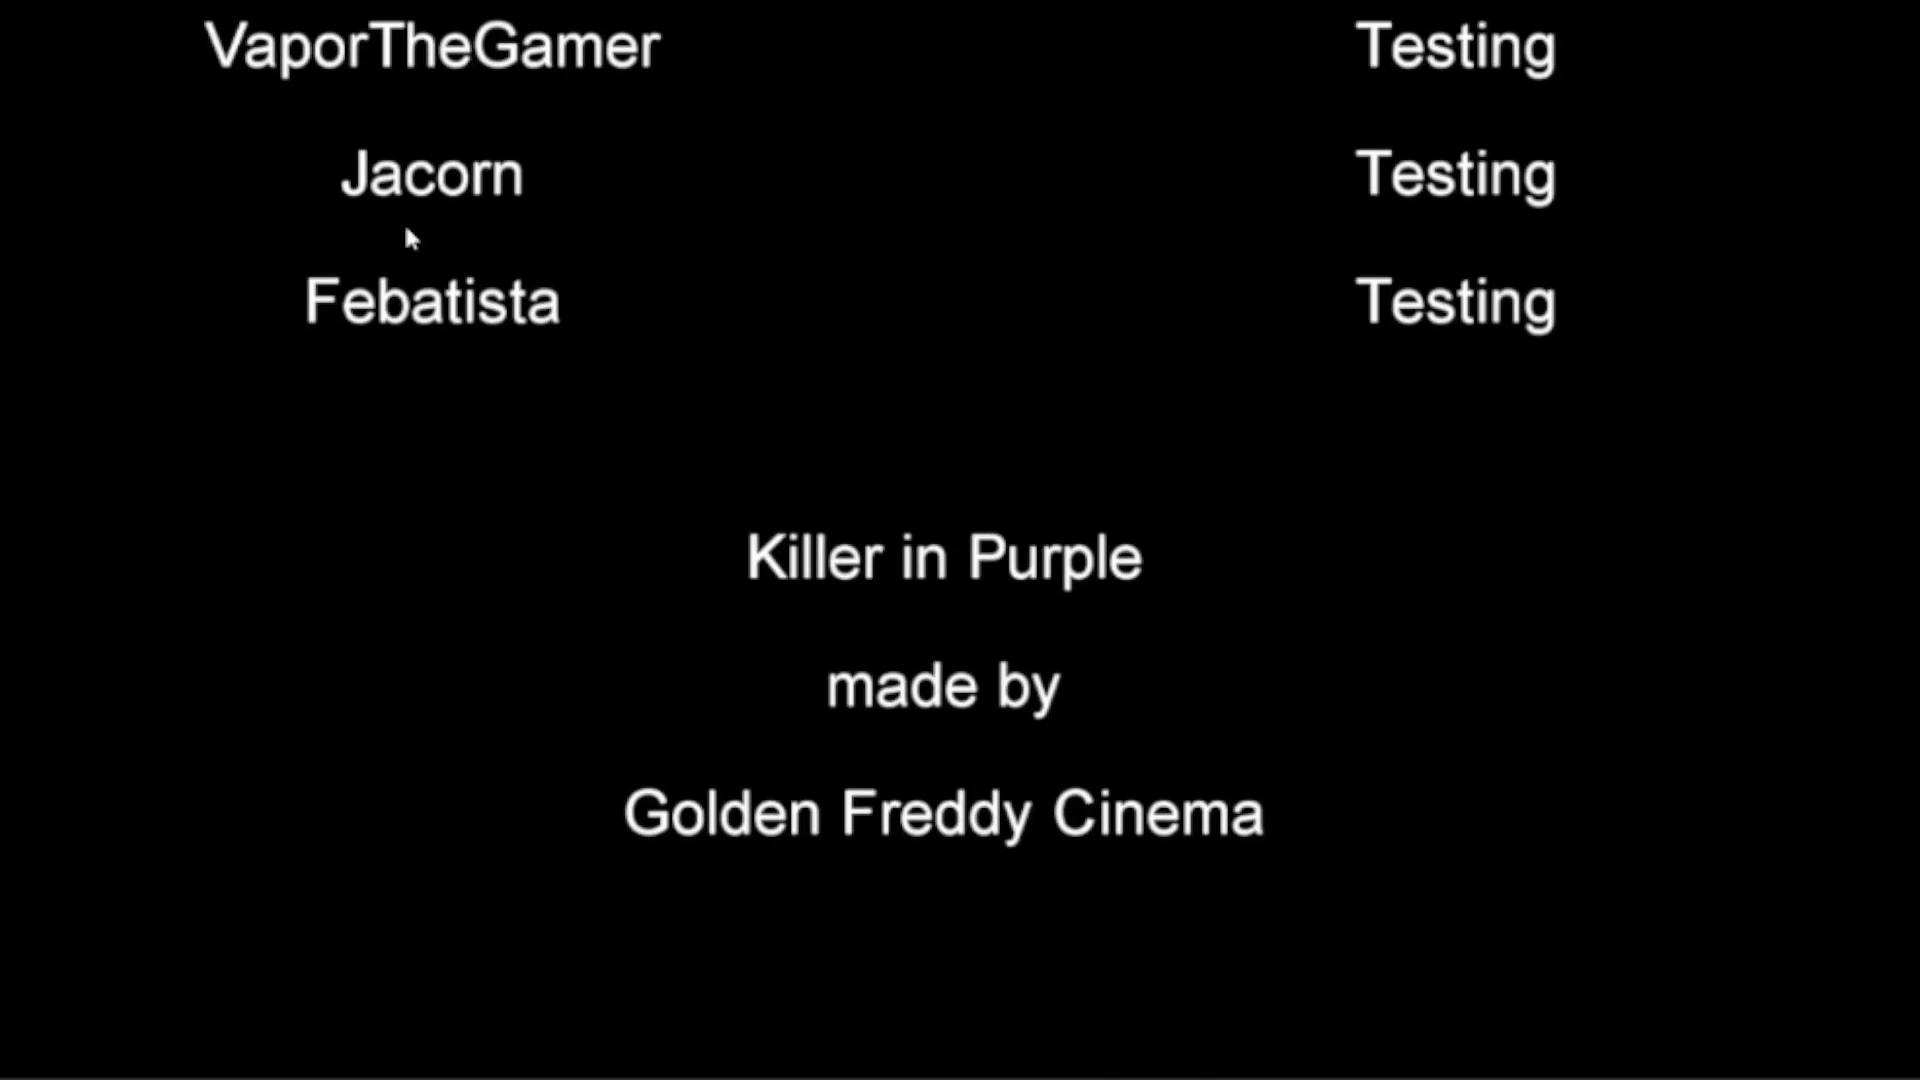 VaporTheGamer Testing
Jacorn Testing
Febatista Testing
Killer in Purple
made by
Golden Freddy Cinema